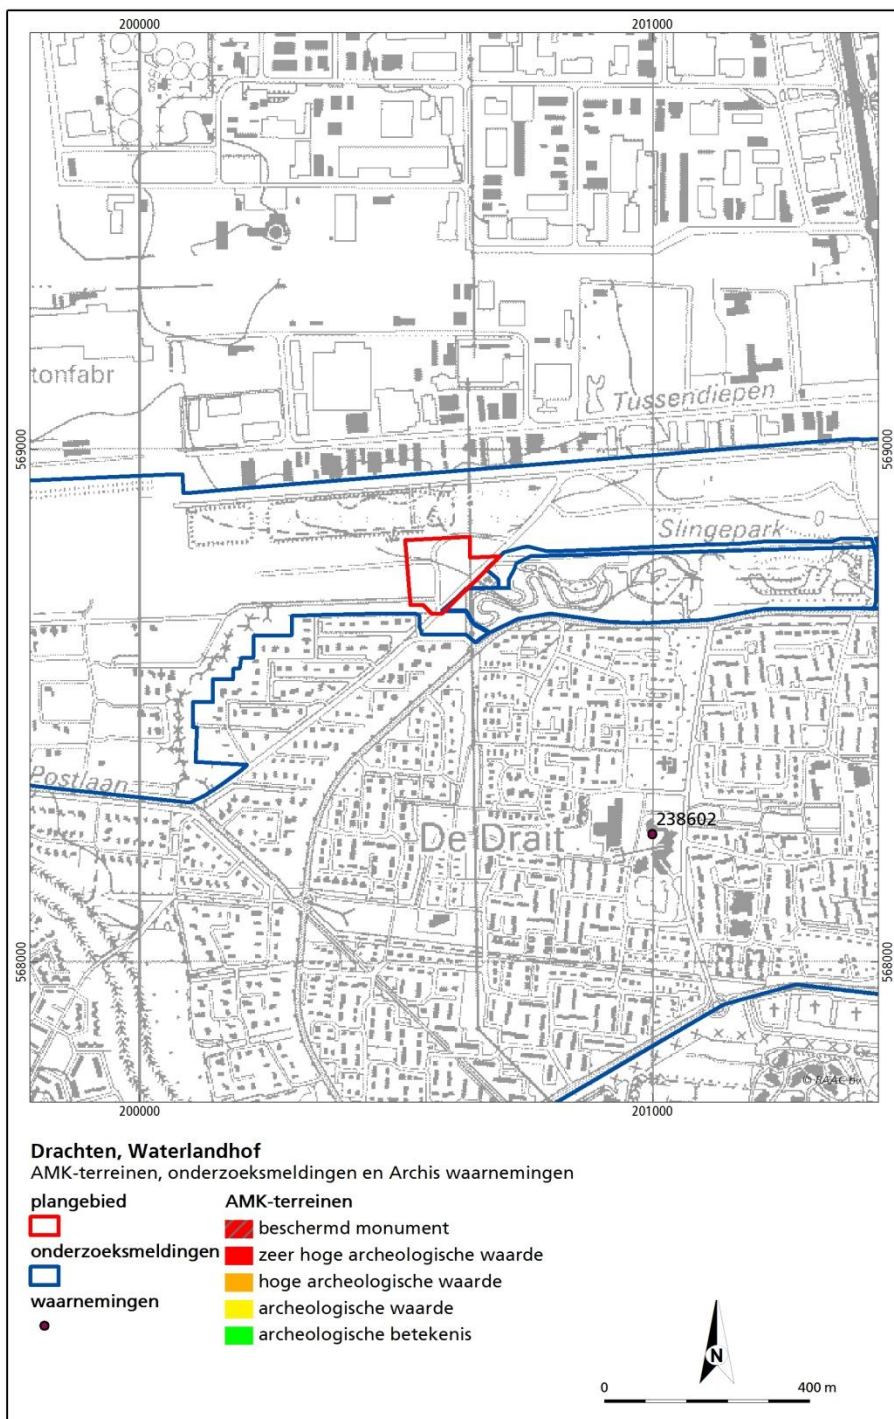 200000
201000
tonfabr
Tussendiepen
569000
569000
Slingepark
Postlaan
238602
De Drait
568000
568000
© RAAC bv
200000
201000
Drachten, Waterlandhof
AMK-terreinen, onderzoeksmeldingen en Archis waarnemingen
plangebied
AMK-terreinen
beschermd monument
onderzoeksmeldingen
zeer hoge archeologische waarde
hoge archeologische waarde
waarnemingen
archeologische waarde
archeologische betekenis
N
0
400 m